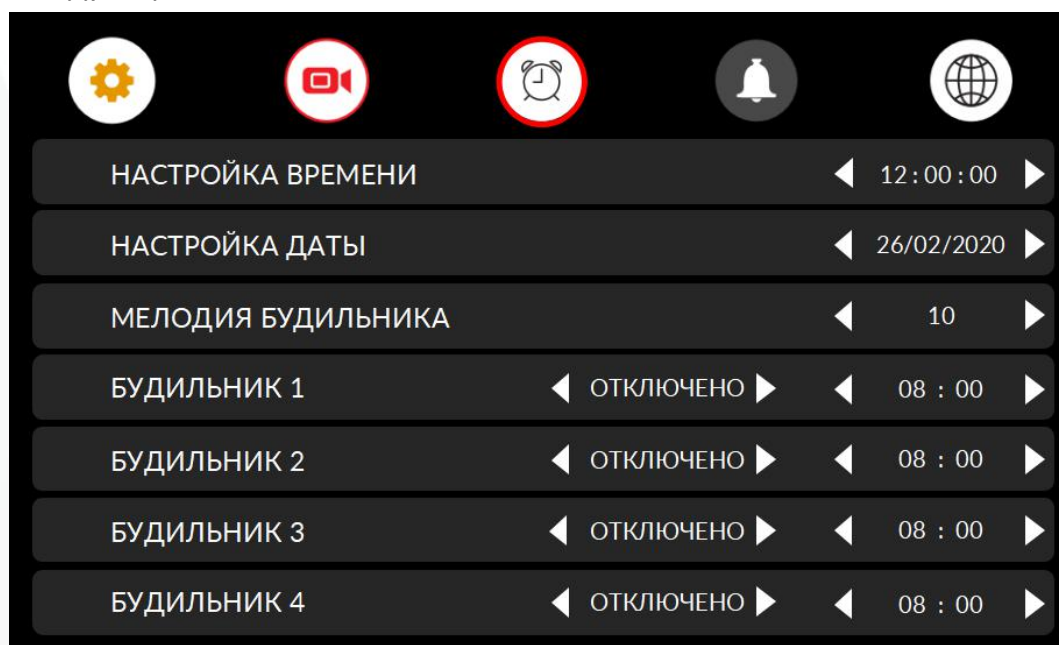 НАСТРОЙКА ВРЕМЕНИ 12:00:00
НАСТРОЙКА ДАТЫ 26/02/2020
МЕЛОДИЯ БУДИЛЬНИКА 10
БУДИЛЬНИК 1 ОТКЛЮЧЕНО 08 : 00
БУДИЛЬНИК 2 ОТКЛЮЧЕНО 08 : 00
БУДИЛЬНИК 3 ОТКЛЮЧЕНО 08 : 00
БУДИЛЬНИК 4 ОТКЛЮЧЕНО 08 : 00